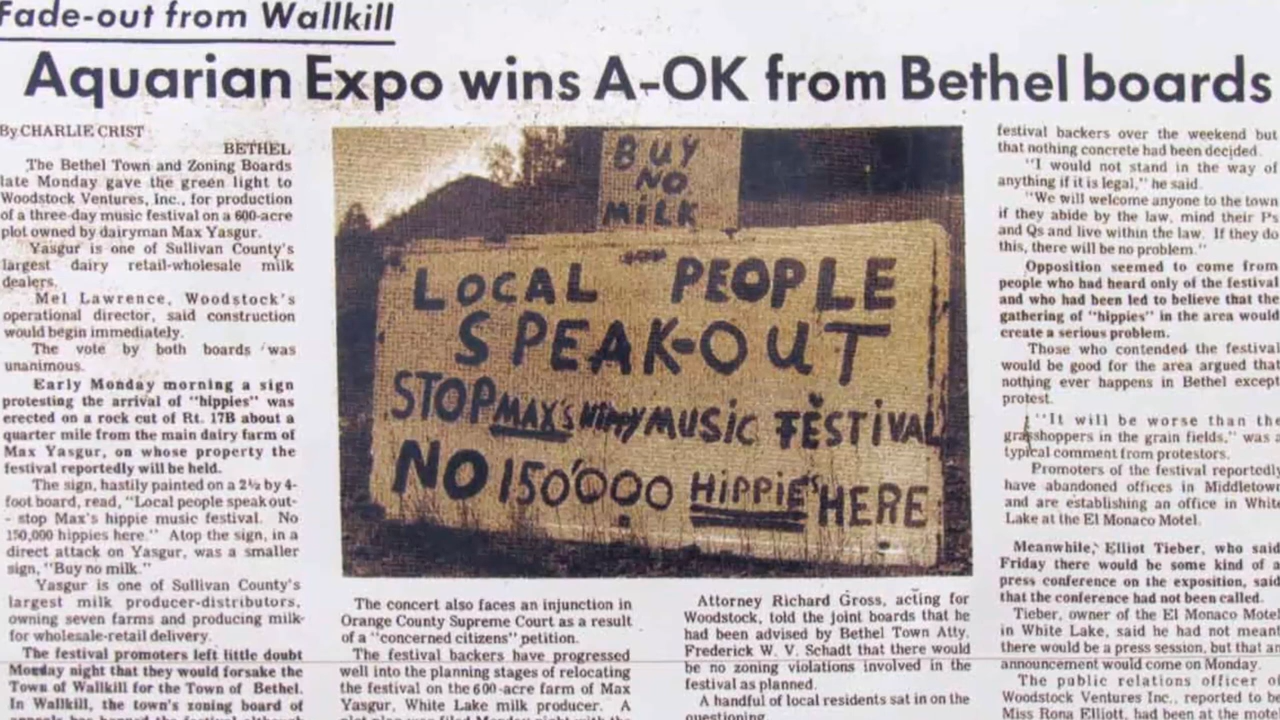 Fade-out from Wallkill
Aquarian Expo wins A-OK from Bethel boards
By CHARLIE CRIST
BETHEL
The Bethel Town and Zoning Boards
late Monday gave the green light to
Woodstock Ventures, Inc., for production
of a three-day music festival on a 600-acre
plot owned by dairyman Max Yasgur.
Yasgur is one of Sullivan County's
largest dairy retail-wholesale milk
dealers.
Mel Lawrence, Woodstock's
operational director, said construction
would begin immediately.
The vote by both boards was
unanimous.
Early Monday morning a sign
protesting the arrival of "hippies" was
erected on a rock cut of Rt. 17B about a
quarter mile from the main dairy farm of
Max Yasgur, on whose property the
festival reportedly will be held.
The sign, hastily painted on a 2½ by 4-
foot board, read, "Local people speak out-
- stop Max's hippie music festival. No
150,000 hippies here." Atop the sign, in a
direct attack on Yasgur, was a smaller
sign, "Buy no milk."
Yasgur is one of Sullivan County's
largest milk producer-distributors,
owning seven farms and producing milk
for wholesale-retail delivery.
The festival promoters left little doubt
Monday night that they would forsake the
Town of Wallkill for the Town of Bethel.
In Wallkill, the town's zoning board of
BUY
NO
MILK
LOCAL PEOPLE
SPEAK-OUT
STOP MAX'S MUSIC FESTIVAL
NO 150'000 HIPPIE'S HERE
The concert also faces an injunction in
Orange County Supreme Court as a result
of a "concerned citizens" petition.
The festival backers have progressed
well into the planning stages of relocating
the festival on the 600-acre farm of Max
Yasgur, White Lake milk producer. A
plot plan was filed Monday night with the
Attorney Richard Gross, acting for
Woodstock, told the joint boards that he
had been advised by Bethel Town Atty.
Frederick W. V. Schadt that there would
be no zoning violations involved in the
festival as planned.
A handful of local residents sat in on the
questioning.
festival backers over the weekend but
that nothing concrete had been decided.
"I would not stand in the way of
anything if it is legal," he said.
"We will welcome anyone to the town
if they abide by the law, mind their P's
and Qs and live within the law. If they do
this, there will be no problem."
Opposition seemed to come from
people who had heard only of the festival
and who had been led to believe that the
gathering of "hippies" in the area would
create a serious problem.
Those who contended the festival
would be good for the area argued that
nothing ever happens in Bethel except
protest.
"It will be worse than the
grasshoppers in the grain fields," was a
typical comment from protestors.
Promoters of the festival reportedly
have abandoned offices in Middletown
and are establishing an office in White
Lake at the El Monaco Motel.
Meanwhile, Elliot Tieber, who said
Friday there would be some kind of a
press conference on the exposition, said
that the conference had not been called.
Tieber, owner of the El Monaco Motel
in White Lake, said he had not meant
there would be a press session, but that an
announcement would come on Monday.
The public relations officer of
Woodstock Ventures Inc., reported to be
Miss Rona Elliott, had been at the motel